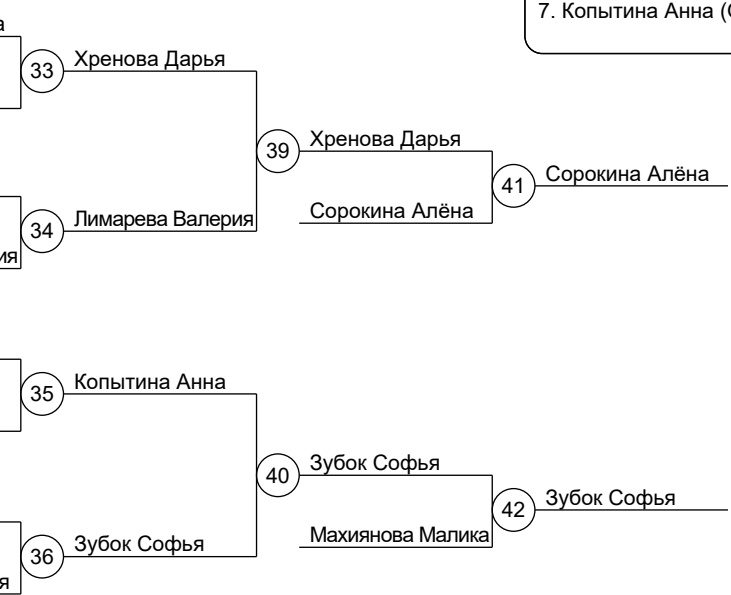 7. Копытина Анна (
а
33 Хренова Дарья
39 Хренова Дарья
41 Сорокина Алёна
Сорокина Алёна
34 Лимарева Валерия
ия
35 Копытина Анна
40 Зубок Софья
42 Зубок Софья
Махиянова Малика
36 Зубок Софья
я